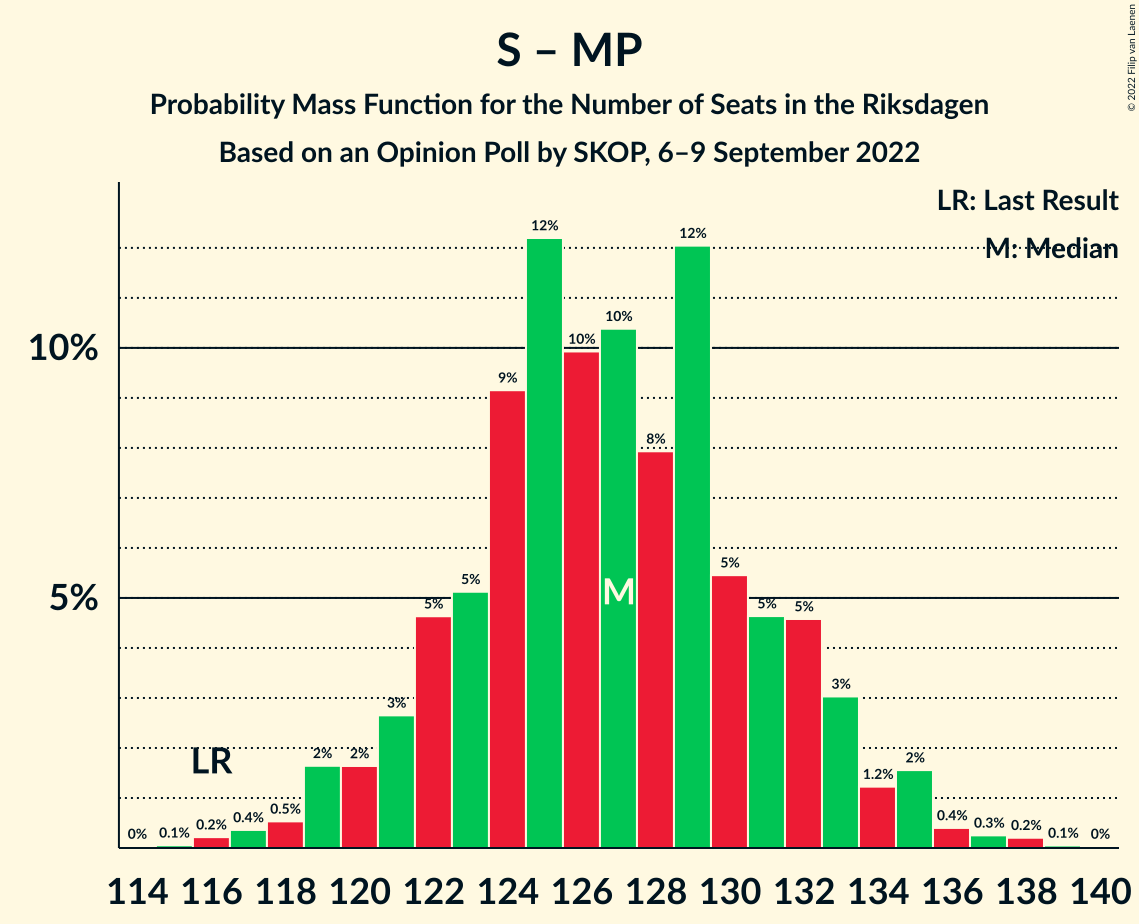 S – MP
Probability Mass Function for the Number of Seats in the Riksdagen
Based on an Opinion Poll by SKOP, 6–9 September 2022
© 2022 Filip van Laenen
LR: Last Result
M: Median
10%
5%
LR
M
0% 0.1% 0.2% 0.4% 0.5% 2% 2% 3% 5% 5% 9% 12% 10% 10% 8% 12% 5% 5% 5% 3% 1.2% 2% 0.4% 0.3% 0.2% 0.1% 0%
114 116 118 120 122 124 126 128 130 132 134 136 138 140